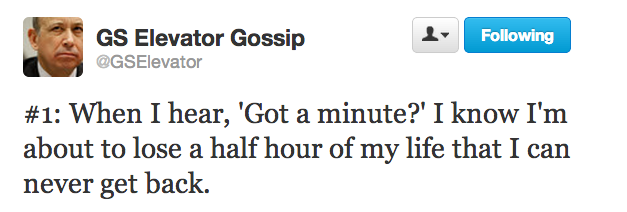 GS Elevator Gossip
@GSElevator
Following
#1: When I hear, 'Got a minute?' I know I'm
about to lose a half hour of my life that I can
never get back.